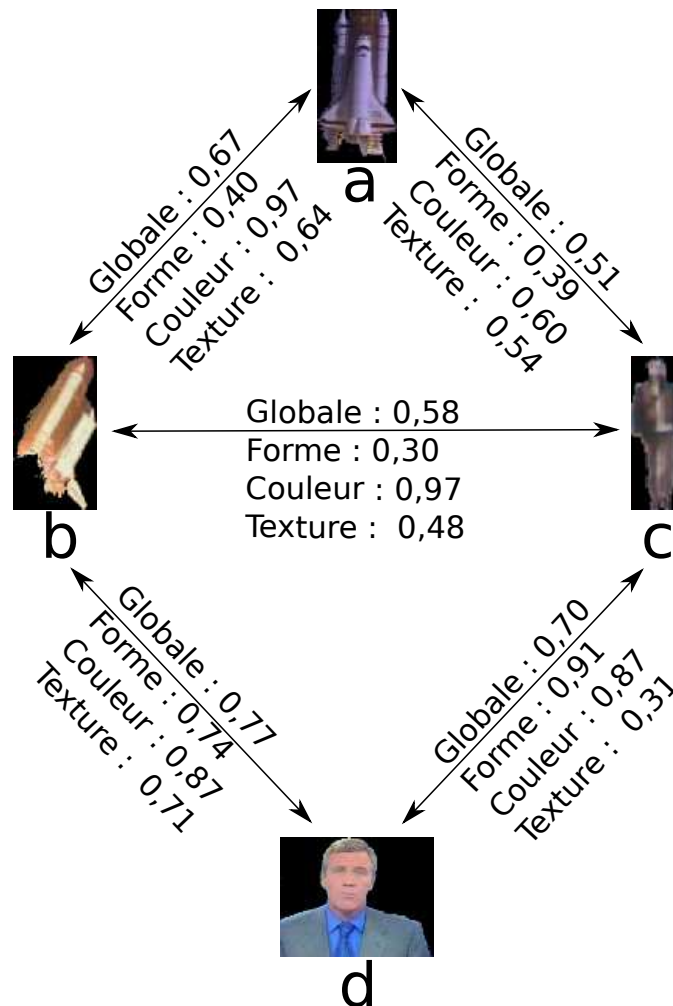 a
Globale : 0,67
Forme : 0,40
Couleur : 0,97
Texture : 0,64
Globale : 0,51
Forme : 0,39
Couleur : 0,60
Texture : 0,54
Globale : 0,58
Forme : 0,30
Couleur : 0,97
Texture : 0,48
b
c
Globale : 0,77
Forme : 0,74
Couleur : 0,87
Texture : 0,71
Globale : 0,70
Forme : 0,91
Couleur : 0,87
Texture : 0,31
d